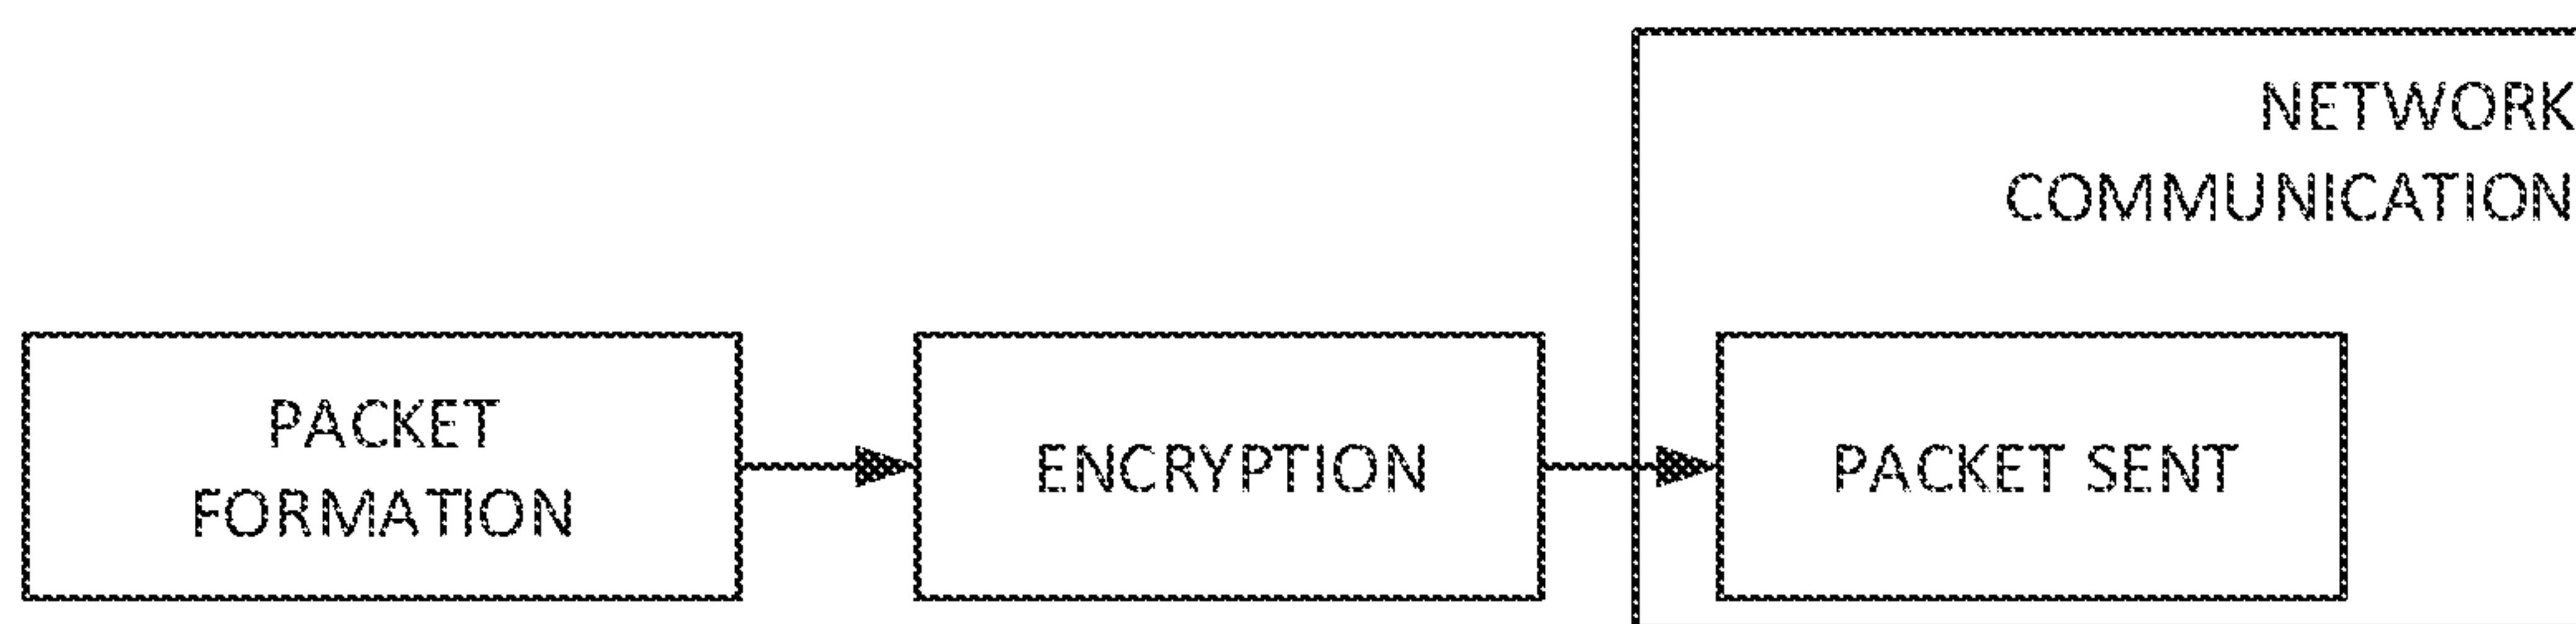 NETWORK
COMMUNICATION
PACKET
FORMATION
ENCRYPTION
PACKET SENT